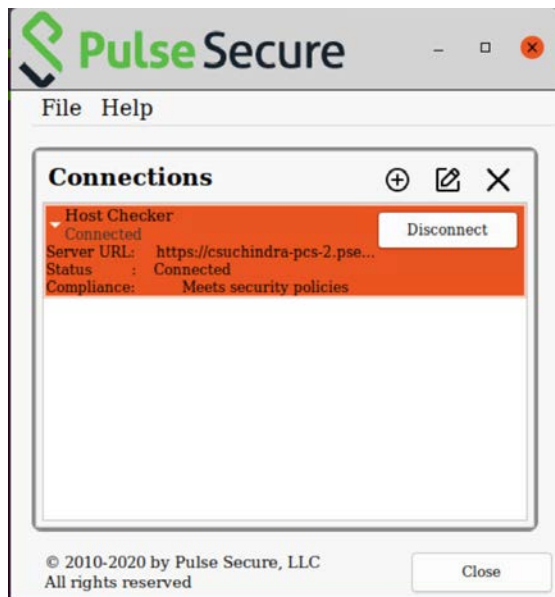 Pulse Secure
File Help
Connections
Host Checker
Connected
Disconnect
Server URL: https://csuchindra-pcs-2.pse...
Status : Connected
Compliance: Meets security policies
© 2010-2020 by Pulse Secure, LLC
All rights reserved
Close